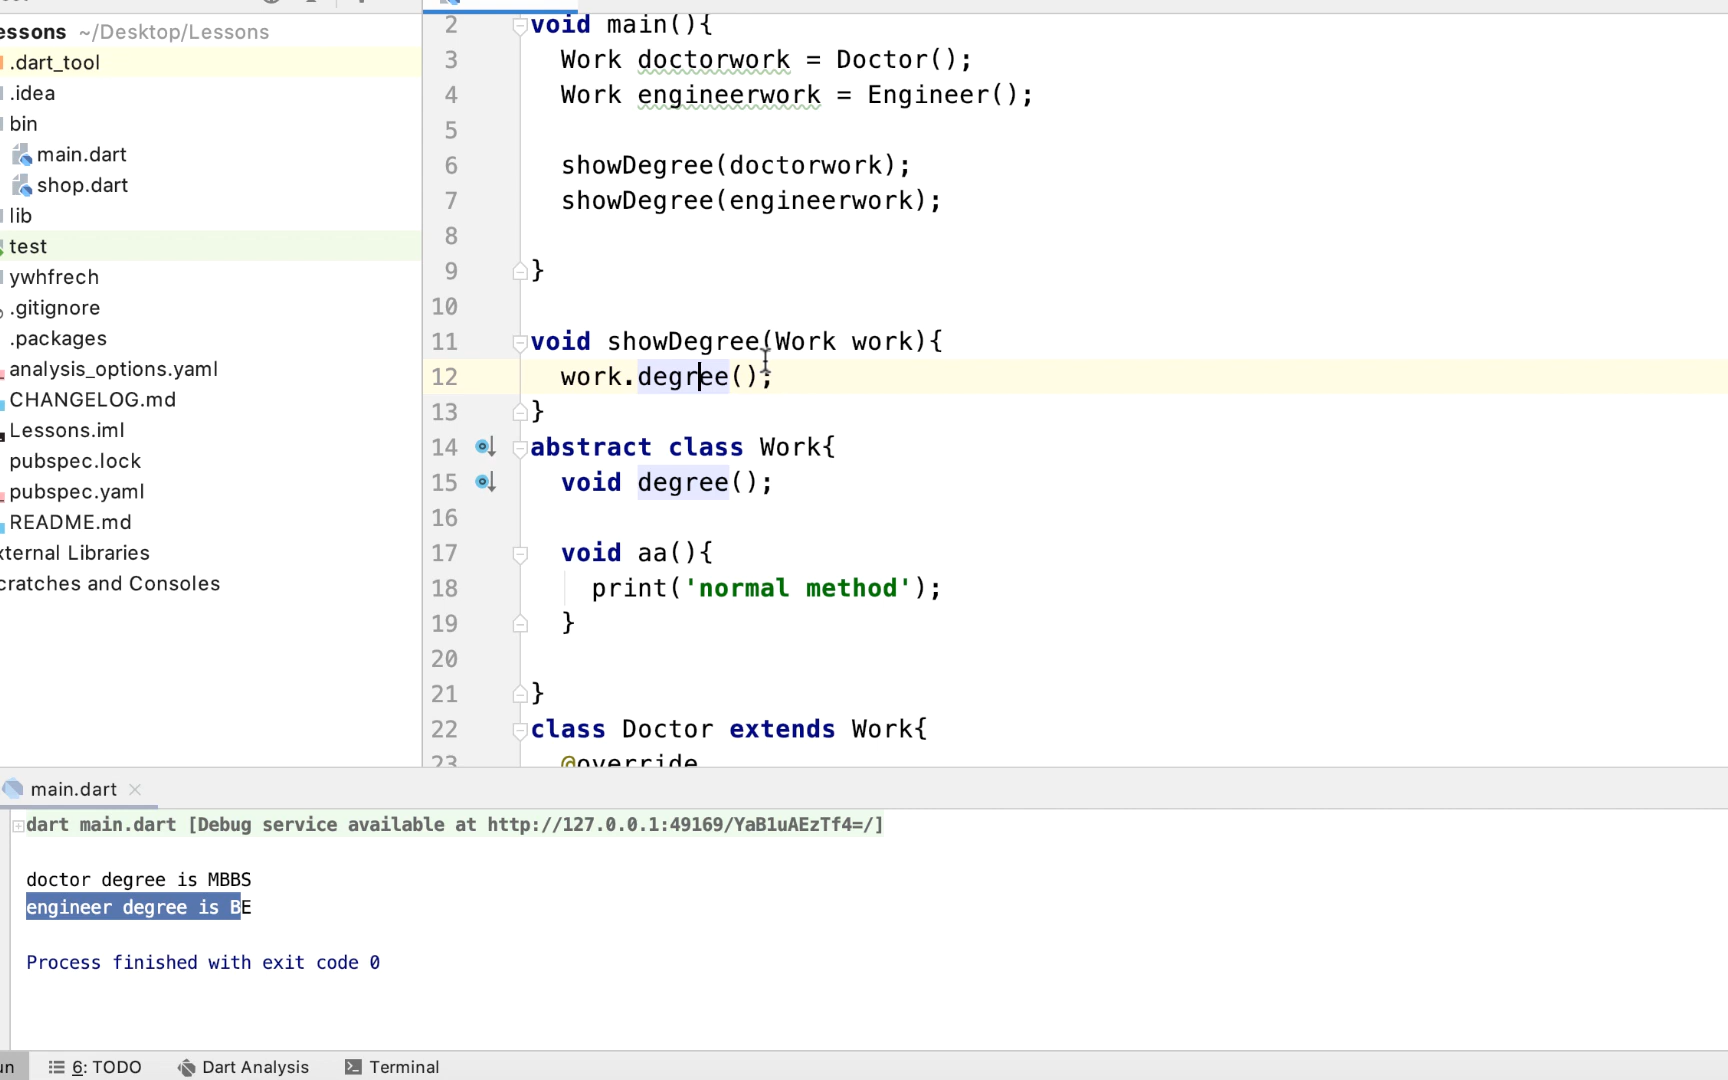 essons ~/Desktop/Lessons
.dart_tool
.idea
bin
main.dart
shop.dart
lib
test
ywhfrech
.gitignore
.packages
analysis_options.yaml
CHANGELOG.md
Lessons.iml
pubspec.lock
pubspec.yaml
README.md
xternal Libraries
cratches and Consoles
2 void main(){
3 Work doctorwork = Doctor();
4 Work engineerwork = Engineer();
5
6 showDegree(doctorwork);
7 showDegree(engineerwork);
8
9 }
10
11 void showDegree(Work work){
12 work.degree();
13 }
14 abstract class Work{
15 void degree();
16
17 void aa(){
18 print('normal method');
19 }
20
21 }
22 class Doctor extends Work{
23 @override
main.dart
dart main.dart [Debug service available at http://127.0.0.1:49169/YaB1uAEzTf4=/]
doctor degree is MBBS
engineer degree is BE
Process finished with exit code 0
un 6: TODO Dart Analysis Terminal